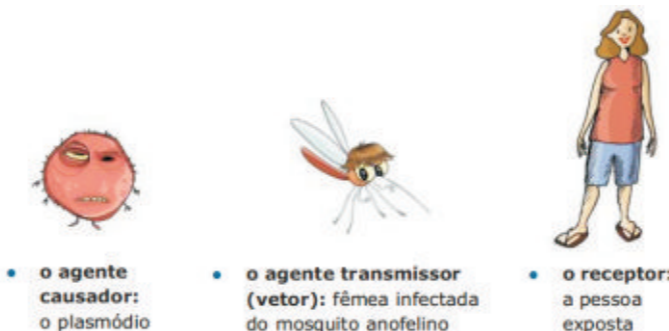 • o agente
causador:
o plasmódio
• o agente transmissor
(vetor): fêmea infectada
do mosquito anofelino
• o receptor:
a pessoa
exposta